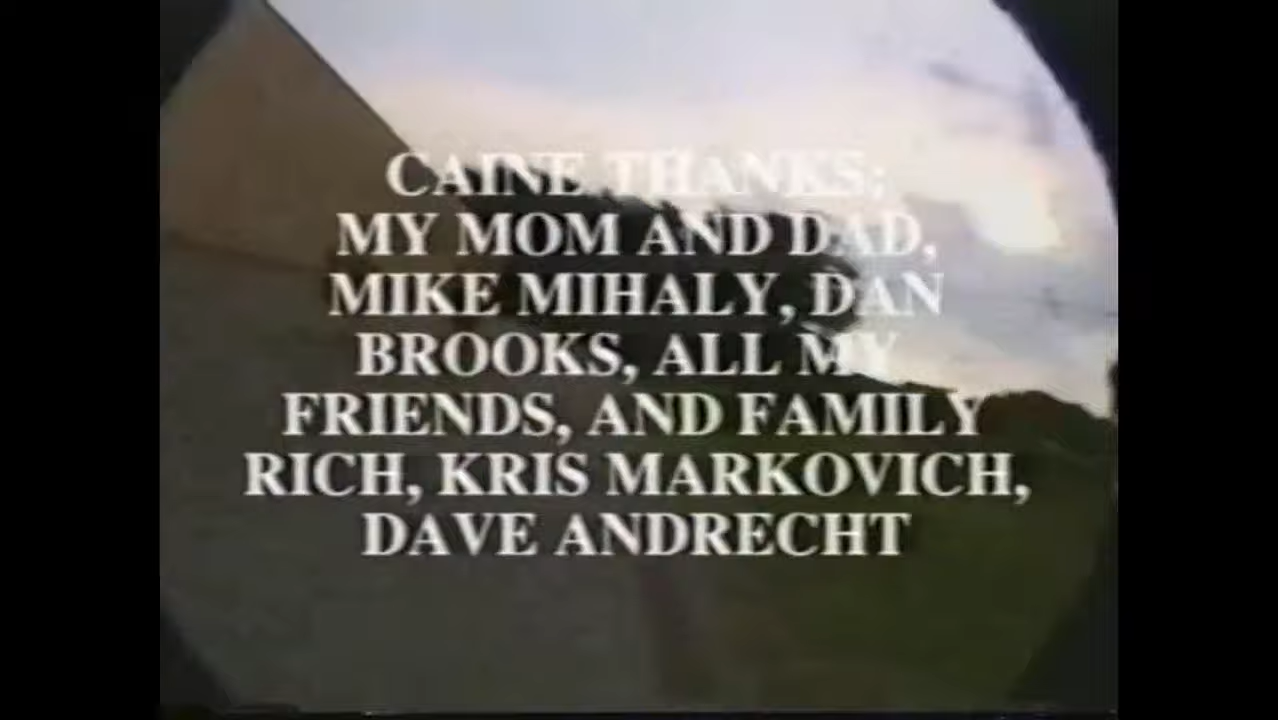 CAINE THANKS;
MY MOM AND DAD,
MIKE MIHALY, DAN
BROOKS, ALL MY
FRIENDS, AND FAMILY
RICH, KRIS MARKOVICH,
DAVE ANDRECHT